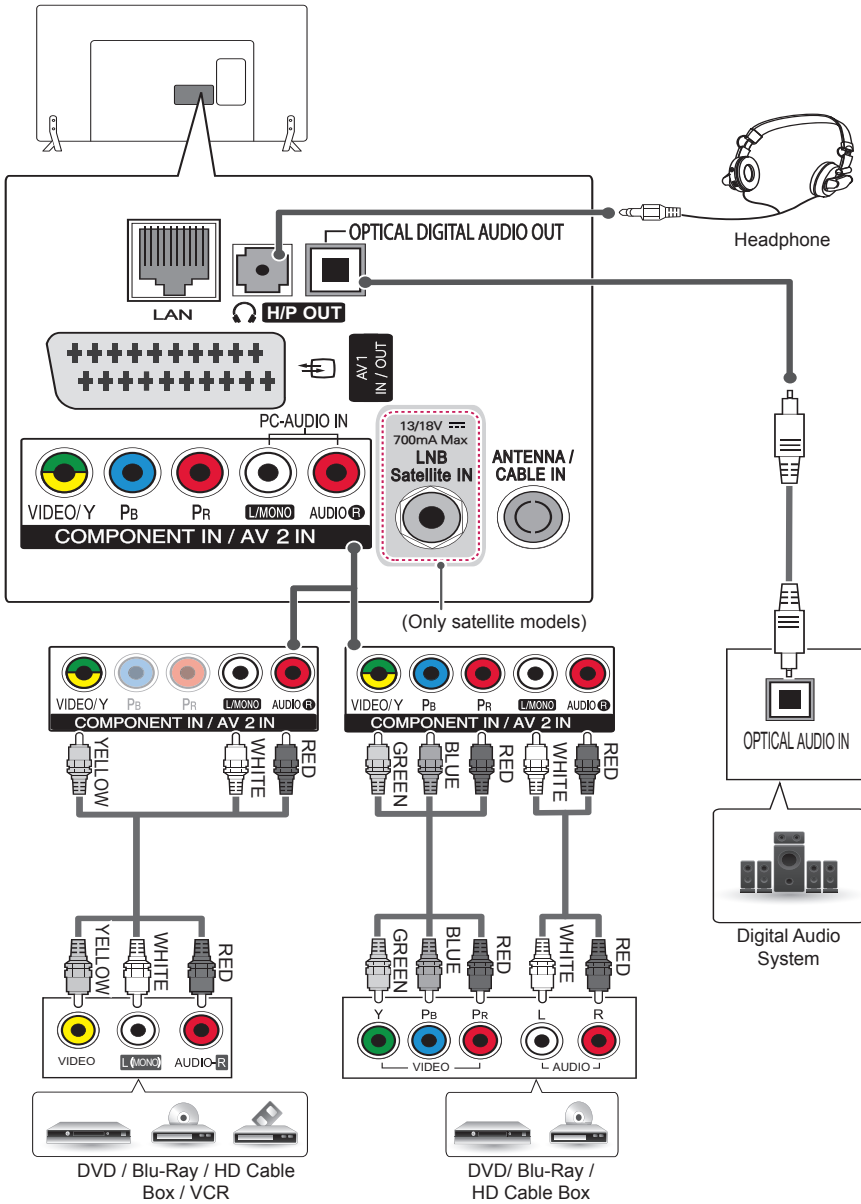 Headphone
OPTICAL DIGITAL AUDIO OUT
LAN
H/P OUT
AV1
IN / OUT
PC-AUDIO IN
13/18V
700mA Max
LNB
Satellite IN
ANTENNA /
CABLE IN
VIDEO/ Y PB PR L/MONO AUDIO R
COMPONENT IN / AV 2 IN
(Only satellite models)
VIDEO/Y PB PR L/MONO AUDIO R
COMPONENT IN / AV 2 IN
YELLOW WHITE RED
VIDEO/Y PB PR L/MONO AUDIO R
COMPONENT IN / AV 2 IN
GREEN BLUE RED WHITE RED
OPTICAL AUDIO IN
Digital Audio
System
YELLOW WHITE RED
VIDEO L(MONO) AUDIO-R
DVD / Blu-Ray / HD Cable
Box / VCR
GREEN BLUE RED WHITE RED
Y PB PR L R
VIDEO AUDIO
DVD/ Blu-Ray /
HD Cable Box